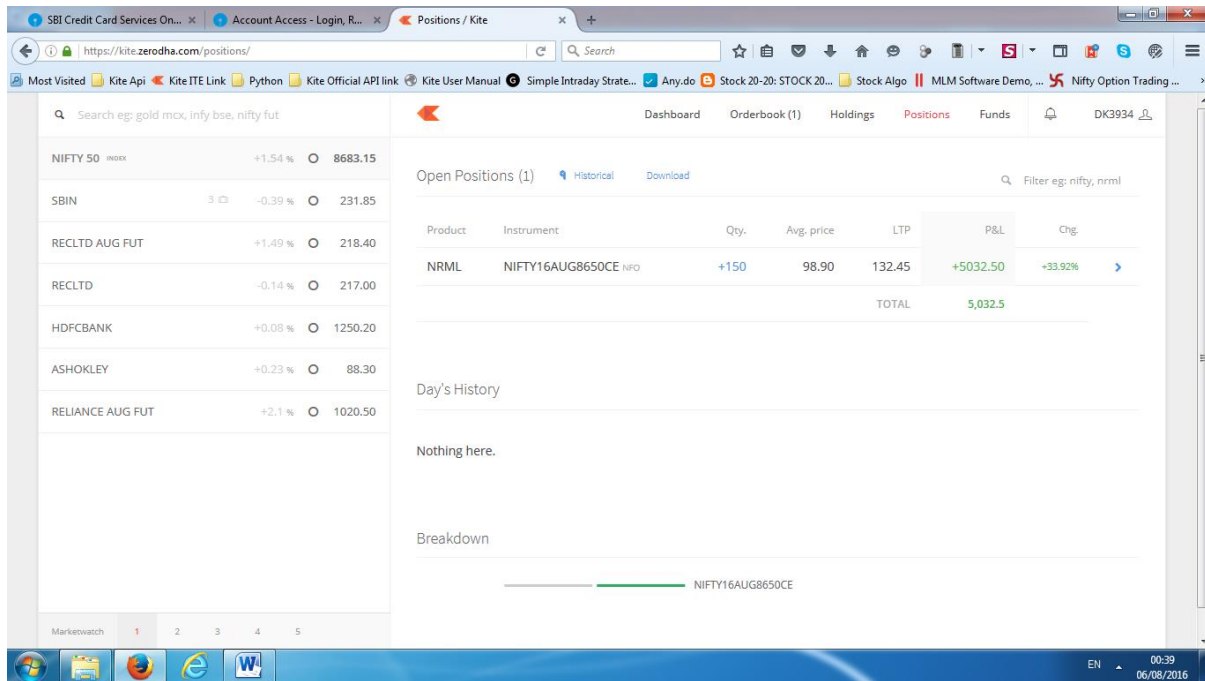 SBI Credit Card Services On... × Account Access - Login, R... × Positions / Kite × +
https://kite.zerodha.com/positions/ Search
Most Visited Kite Api Kite ITE Link Python Kite Official API link Kite User Manual Simple Intraday Strate... Any.do Stock 20-20: STOCK 20... Stock Algo MLM Software Demo, ... Nifty Option Trading ...
Search eg: gold mcx, infy bse, nifty fut
Dashboard Orderbook (1) Holdings Positions Funds DK3934
NIFTY 50 INDEX +1.54 % 8683.15
SBIN 3 -0.39 % 231.85
RECLTD AUG FUT +1.49 % 218.40
RECLTD -0.14 % 217.00
HDFCBANK +0.08 % 1250.20
ASHOKLEY +0.23 % 88.30
RELIANCE AUG FUT +2.1 % 1020.50
Marketwatch 1 2 3 4 5
Open Positions (1) Historical Download Filter eg: nifty, nrml
Product Instrument Qty. Avg. price LTP P&L Chg.
NRML NIFTY16AUG8650CE NFO +150 98.90 132.45 +5032.50 +33.92%
TOTAL 5,032.5
Day's History
Nothing here.
Breakdown
NIFTY16AUG8650CE
EN 00:39
06/08/2016